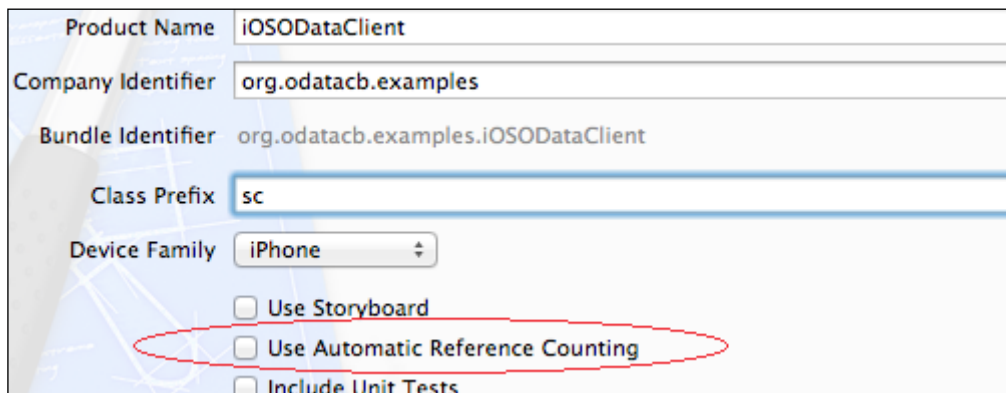 Product Name iOSODataClient
Company Identifier org.odatacb.examples
Bundle Identifier org.odatacb.examples.iOSODataClient
Class Prefix sc
Device Family iPhone
Use Storyboard
Use Automatic Reference Counting
Include Unit Tests